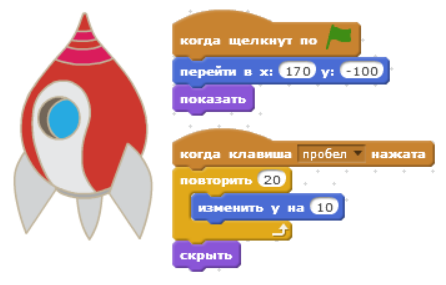 когда щелкнут по
перейти в x: 170 y: -100
показать
когда клавиша пробел нажата
повторить 20
изменить y на 10
скрыть